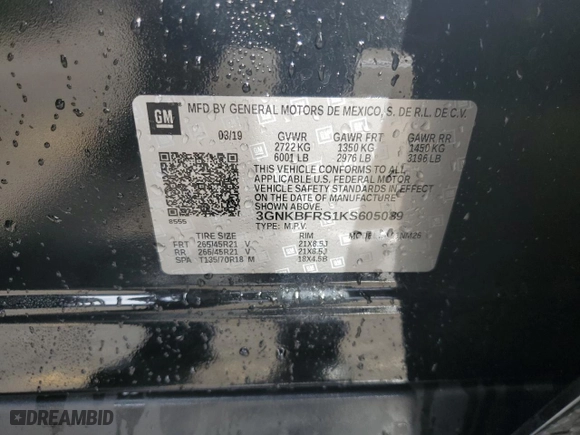 GM
MFD BY GENERAL MOTORS DE MEXICO, S. DE R.L. DE C.V.
03/19 GVWR GAWR FRT GAWR RR
2722 KG 1350 KG 1450 KG
6001 LB 2976 LB 3196 LB
THIS VEHICLE CONFORMS TO ALL
APPLICABLE U.S. FEDERAL MOTOR
VEHICLE SAFETY STANDARDS IN
EFFECT ON THE DATE OF
MANUFACTURE SHOWN ABOVE.
3GNKBFRS1KS605089
TYPE: M.P.V.
8555
TIRE SIZE RIM
FRT 265/45R21 V 21X8.5J
RR 265/45R21 V 21X8.5J
SPA T135/70R18 M 18X4.5B
DREAMBID